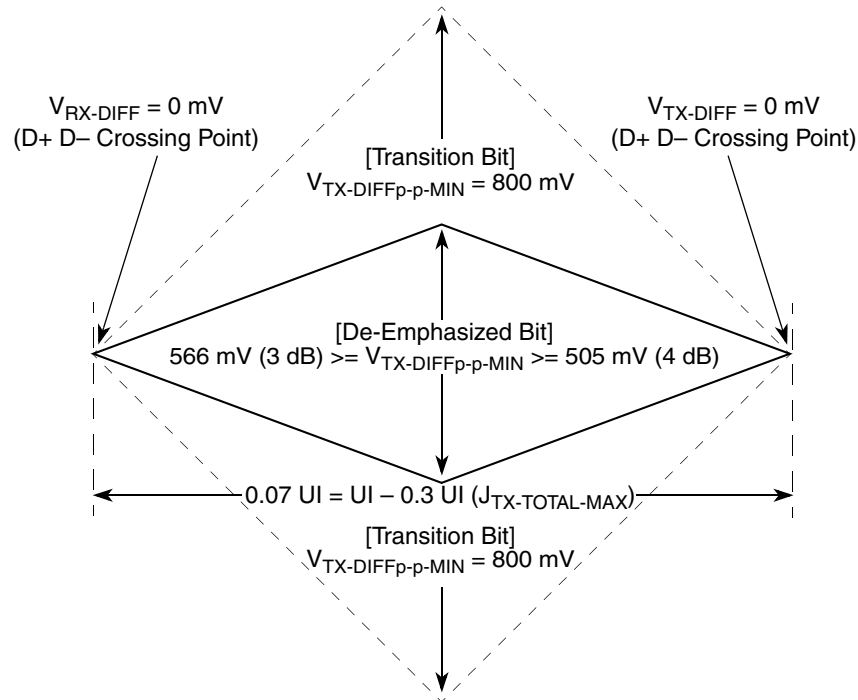 V_RX-DIFF = 0 mV
(D+ D– Crossing Point)
V_TX-DIFF = 0 mV
(D+ D– Crossing Point)
[Transition Bit]
V_TX-DIFFp-p-MIN = 800 mV
[De-Emphasized Bit]
566 mV (3 dB) >= V_TX-DIFFp-p-MIN >= 505 mV (4 dB)
0.07 UI = UI – 0.3 UI (J_TX-TOTAL-MAX)
[Transition Bit]
V_TX-DIFFp-p-MIN = 800 mV